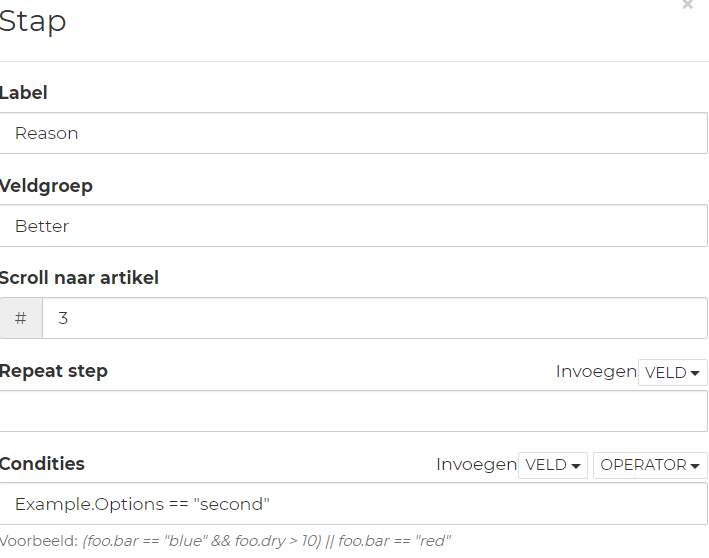 Stap ×
Label
Reason
Veldgroep
Better
Scroll naar artikel
# 3
Repeat step Invoegen VELD
Condities Invoegen VELD OPERATOR
Example.Options == "second"
Voorbeeld: (foo.bar == "blue" && foo.dry > 10) || foo.bar == "red"